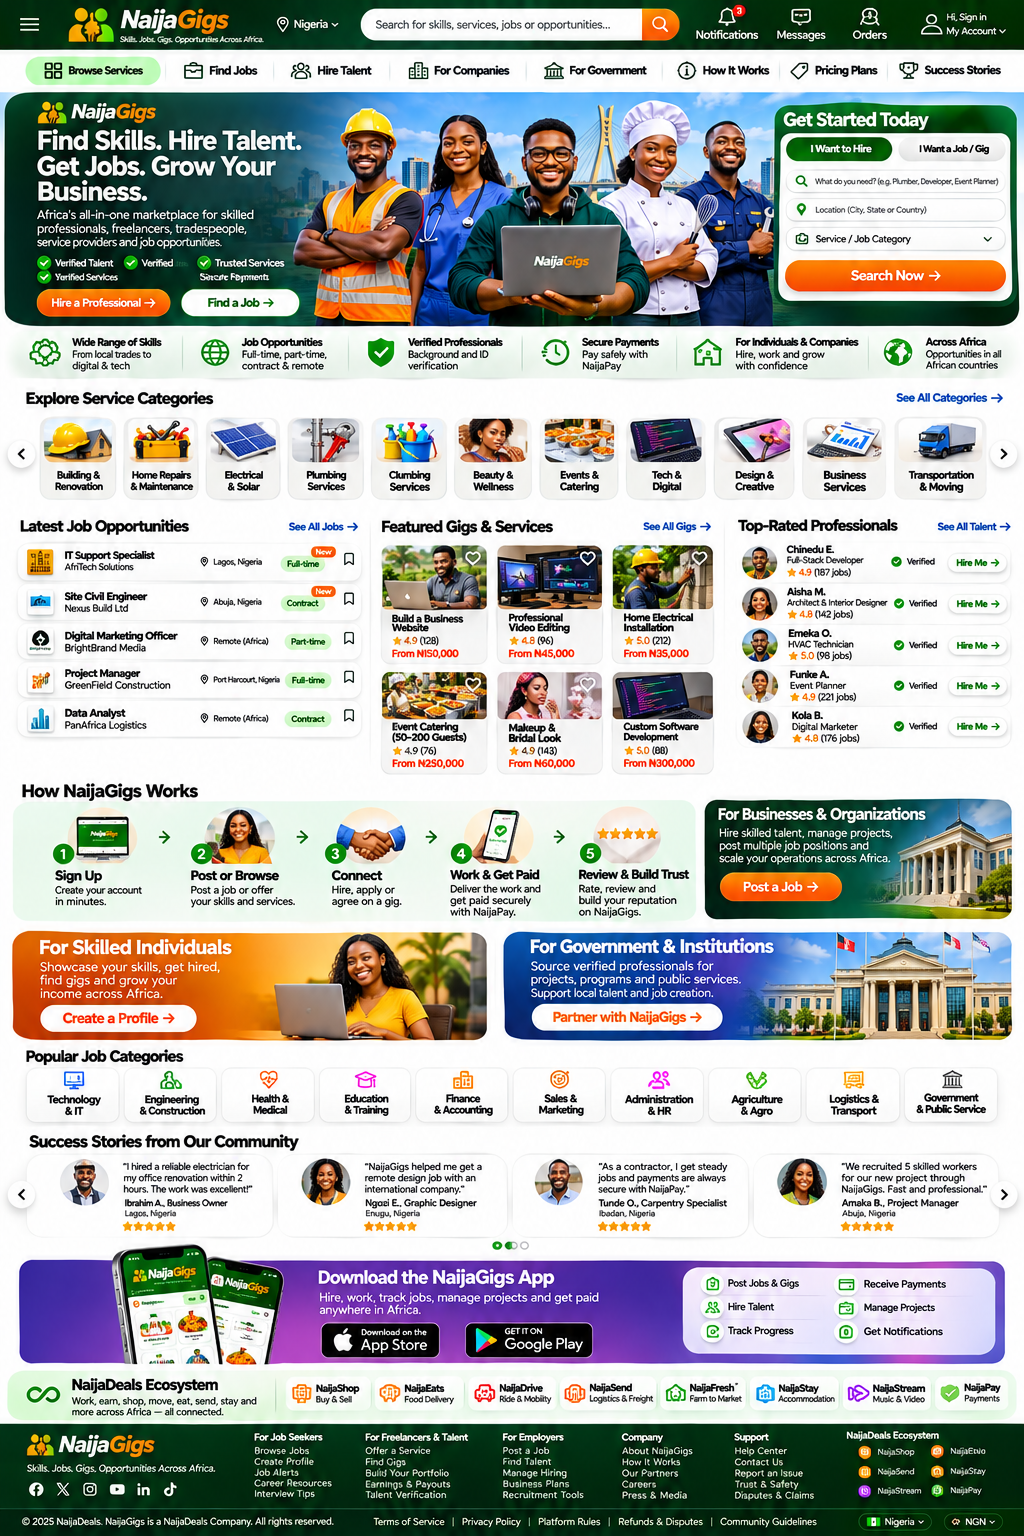 NaijaGigs
Skills. Jobs. Gigs. Opportunities Across Africa.
Nigeria
Search for skills, services, jobs or opportunities...
3
Notifications
Messages
Orders
Hi, Sign in
My Account
Browse Services
Find Jobs
Hire Talent
For Companies
For Government
How It Works
Pricing Plans
Success Stories
NaijaGigs
Find Skills. Hire Talent.
Get Jobs. Grow Your
Business.
Africa's all-in-one marketplace for skilled
professionals, freelancers, tradespeople,
service providers and job opportunities.
Verified Talent
Verified
Trusted Services
Verified Services
Secure Payments
Hire a Professional →
Find a Job →
NaijaGigs
Get Started Today
I Want to Hire
I Want a Job / Gig
What do you need? (e.g, Plumber, Developer, Event Planner)
Location (City, State or Country)
Service / Job Category
Search Now →
Wide Range of Skills
From local trades to
digital & tech
Job Opportunities
Full-time, part-time,
contract & remote
Verified Professionals
Background and ID
verification
Secure Payments
Pay safely with
NaijaPay
For Individuals & Companies
Hire, work and grow
with confidence
Across Africa
Opportunities in all
African countries
Explore Service Categories
See All Categories →
Building &
Renovation
Home Repairs
& Maintenance
Electrical
& Solar
Plumbing
Services
Clumbing
Services
Beauty &
Wellness
Events &
Catering
Tech &
Digital
Design &
Creative
Business
Services
Transportation
& Moving
Latest Job Opportunities
See All Jobs →
IT Support Specialist
AfriTech Solutions
Lagos, Nigeria
New
Full-time
Site Civil Engineer
Nexus Build Ltd
Abuja, Nigeria
New
Contract
Digital Marketing Officer
BrightBrand Media
Remote (Africa)
Part-time
Project Manager
GreenField Construction
Port Harcourt, Nigeria
Full-time
Data Analyst
PanAfrica Logistics
Remote (Africa)
Contract
Featured Gigs & Services
See All Gigs →
Build a Business
Website
4.9 (128)
From ₦150,000
Professional
Video Editing
4.8 (96)
From ₦45,000
Home Electrical
Installation
5.0 (212)
From ₦35,000
Event Catering
(50-200 Guests)
4.9 (76)
From ₦250,000
Makeup &
Bridal Look
4.9 (143)
From ₦60,000
Custom Software
Development
5.0 (88)
From ₦300,000
Top-Rated Professionals
See All Talent →
Chinedu E.
Full-Stack Developer
4.9 (187 jobs)
Verified
Hire Me →
Aisha M.
Architect & Interior Designer
4.8 (142 jobs)
Verified
Hire Me →
Emeka O.
HVAC Technician
5.0 (98 jobs)
Verified
Hire Me →
Funke A.
Event Planner
4.9 (221 jobs)
Verified
Hire Me →
Kola B.
Digital Marketer
4.8 (176 jobs)
Verified
Hire Me →
How NaijaGigs Works
NaijaGigs
1
Sign Up
Create your account
in minutes.
2
Post or Browse
Post a job or offer
your skills and services.
3
Connect
Hire, apply or
agree on a gig.
4
Work & Get Paid
Deliver the work and
get paid securely
with NaijaPay.
5
Review & Build Trust
Rate, review and
build your reputation
on NaijaGigs.
For Businesses & Organizations
Hire skilled talent, manage projects,
post multiple job positions and
scale your operations across Africa.
Post a Job →
For Skilled Individuals
Showcase your skills, get hired,
find gigs and grow your
income across Africa.
Create a Profile →
For Government & Institutions
Source verified professionals for
projects, programs and public services.
Support local talent and job creation.
Partner with NaijaGigs →
Popular Job Categories
Technology
& IT
Engineering
& Construction
Health &
Medical
Education
& Training
Finance
& Accounting
Sales &
Marketing
Administration
& HR
Agriculture
& Agro
Logistics &
Transport
Government
& Public Service
Success Stories from Our Community
"I hired a reliable electrician for
my office renovation within 2
hours. The work was excellent!"
Ibrahim A., Business Owner
Lagos, Nigeria
"NaijaGigs helped me get a
remote design job with an
international company."
Ngozi E., Graphic Designer
Enugu, Nigeria
"As a contractor, I get steady
jobs and payments are always
secure with NaijaPay."
Tunde O., Carpentry Specialist
Ibadan, Nigeria
"We recruited 5 skilled workers
for our new project through
NaijaGigs. Fast and professional."
Amaka B., Project Manager
Abuja, Nigeria
NaijaGigs
NaijaGigs
Download the NaijaGigs App
Hire, work, track jobs, manage projects and get paid
anywhere in Africa.
Download on the
App Store
GET IT ON
Google Play
Post Jobs & Gigs
Receive Payments
Hire Talent
Manage Projects
Track Progress
Get Notifications
NaijaDeals Ecosystem
Work, earn, shop, move, eat, send, stay and
more across Africa — all connected.
NaijaShop
Buy & Sell
NaijaEats
Food Delivery
NaijaDrive
Ride & Mobility
NaijaSend
Logistics & Freight
NaijaFresh
Farm to Market
NaijaStay
Accommodation
NaijaStream
Music & Video
NaijaPay
Payments
NaijaGigs
Skills. Jobs. Gigs, Opportunities Across Africa.
For Job Seekers
Browse Jobs
Create Profile
Job Alerts
Career Resources
Interview Tips
For Freelancers & Talent
Offer a Service
Find Gigs
Build Your Portfolio
Earnings & Payouts
Talent Verification
For Employers
Post a Job
Find Talent
Manage Hiring
Business Plans
Recruitment Tools
Company
About NaijaGigs
How It Works
Our Partners
Careers
Press & Media
Support
Help Center
Contact Us
Report an Issue
Trust & Safety
Disputes & Claims
NaijaDeals Ecosystem
NaijaShop
NaijaSend
NaijaStay
NaijaStream
NaijaPay
© 2025 NaijaDeals. NaijaGigs is a NaijaDeals Company. All rights reserved.
Terms of Service | Privacy Policy | Platform Rules | Refunds & Disputes | Community Guidelines
Nigeria
NGN